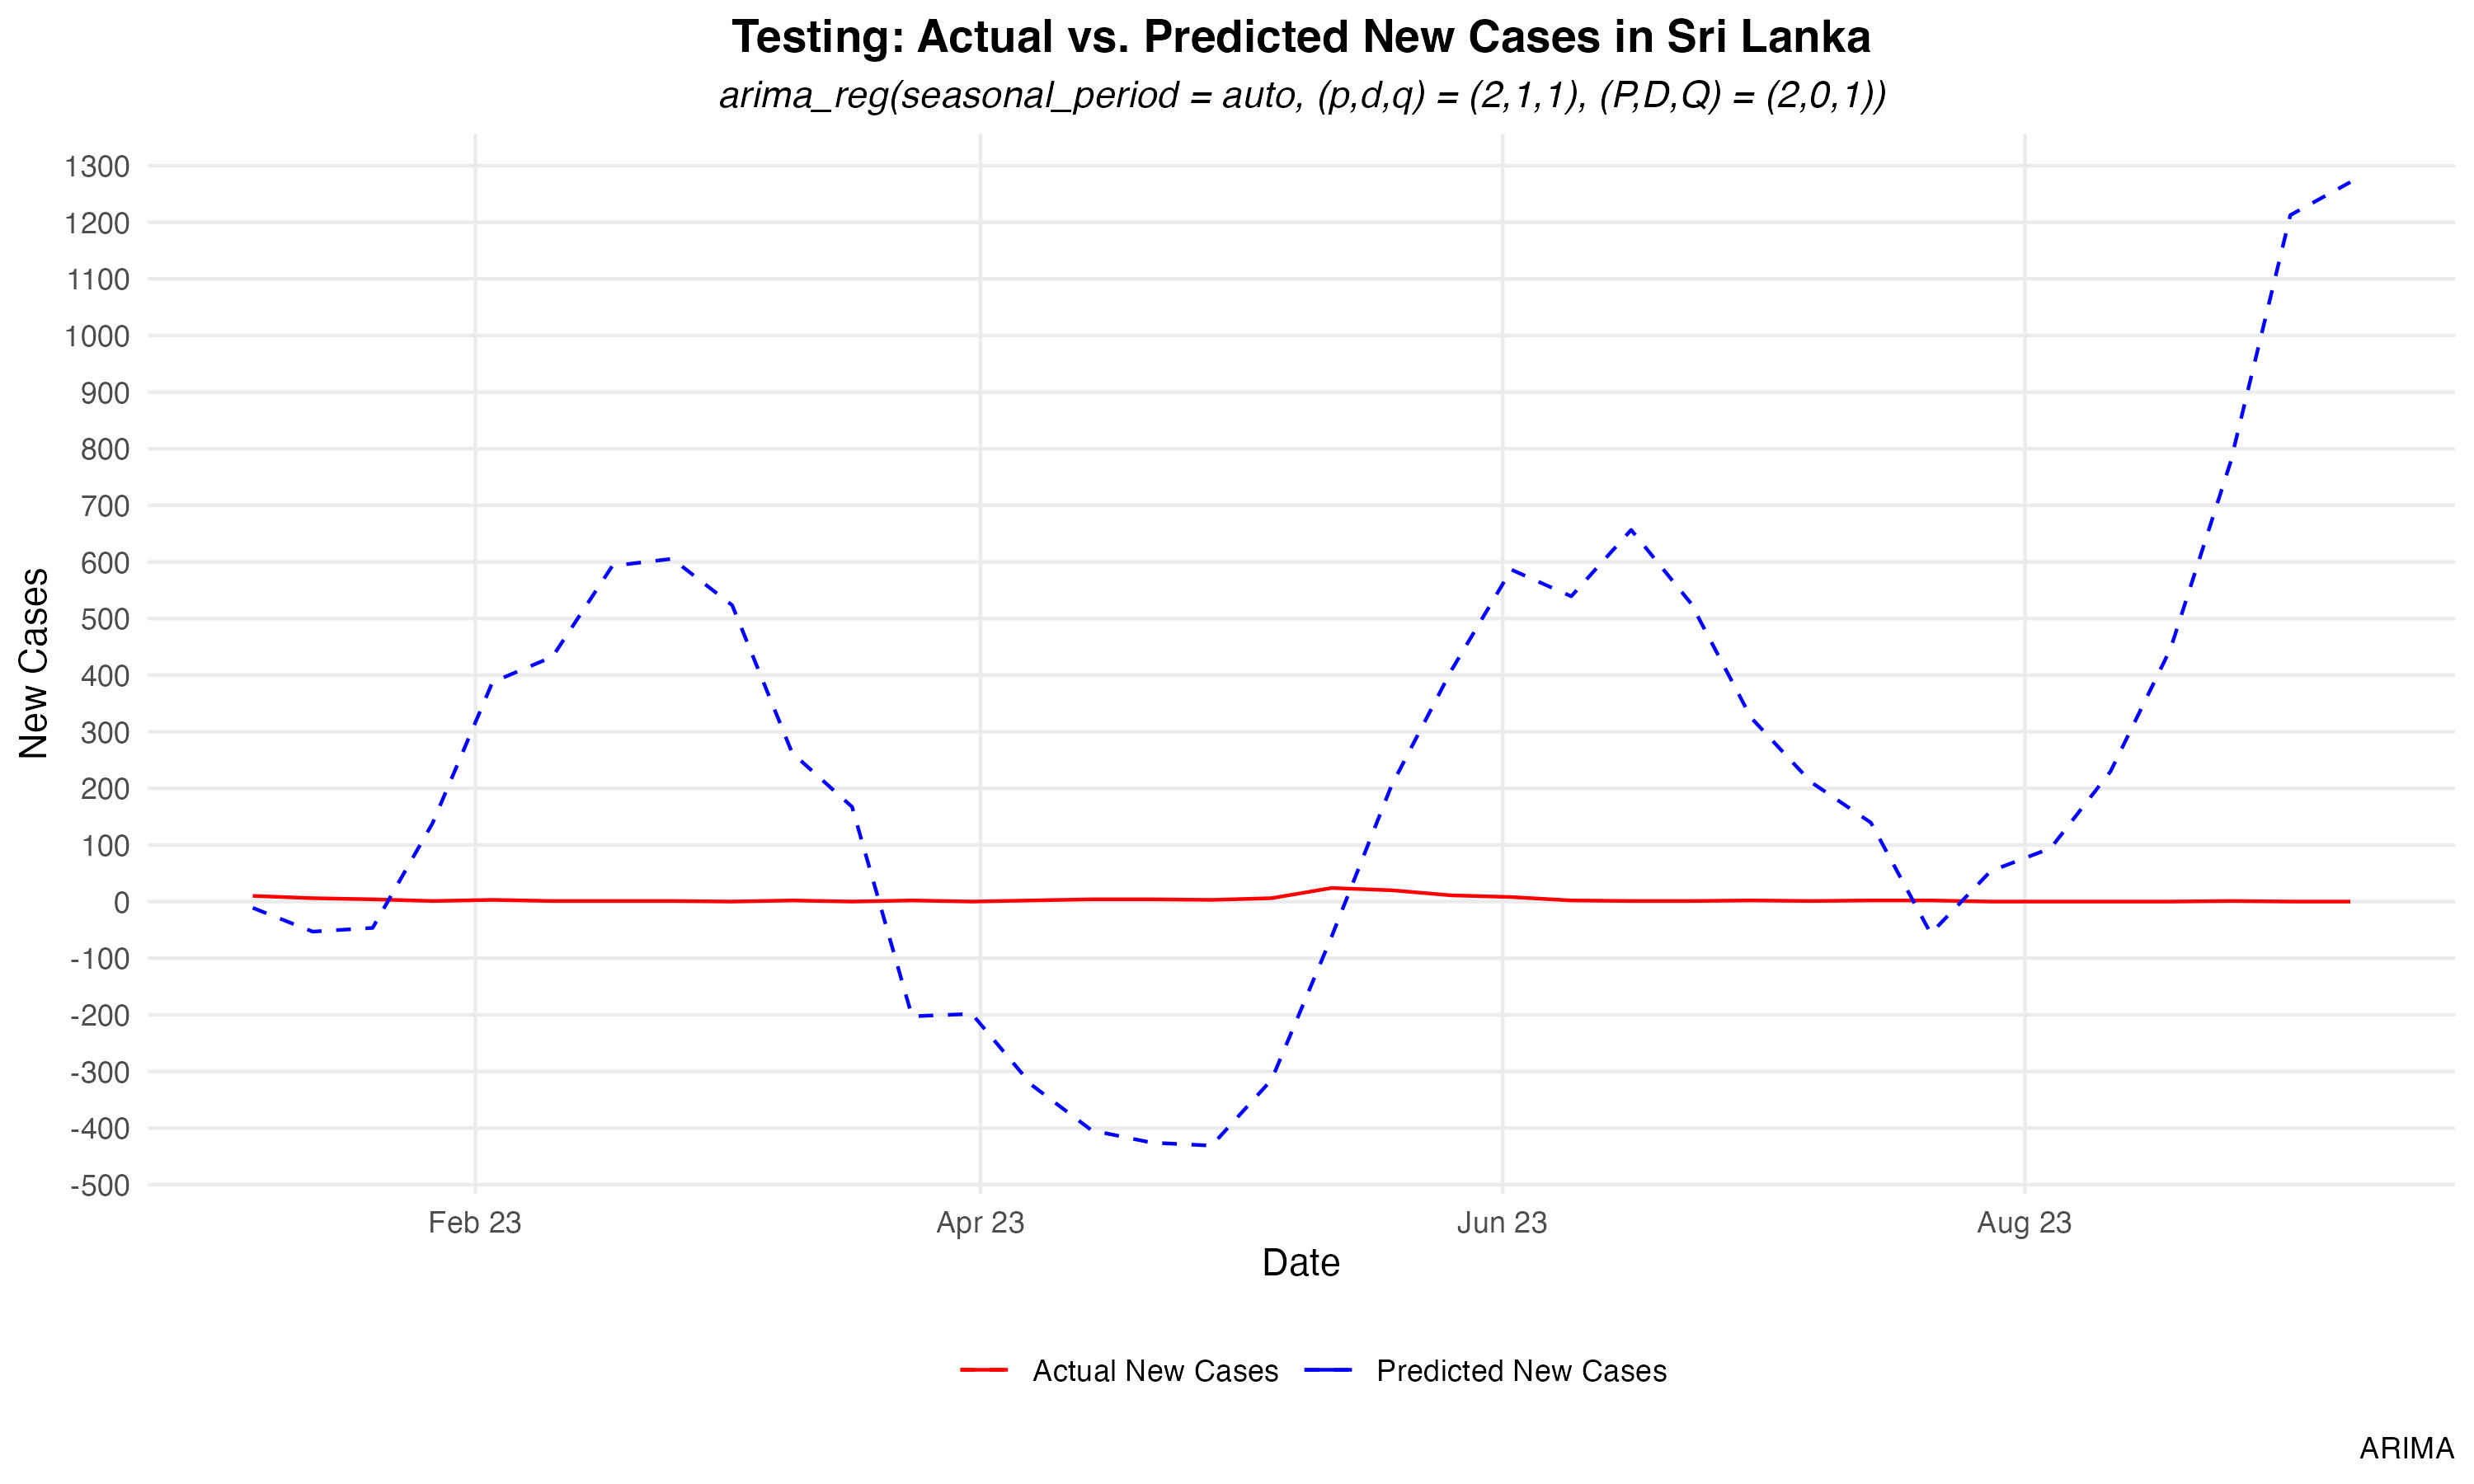 Testing: Actual vs. Predicted New Cases in Sri Lanka
arima_reg(seasonal_period = auto, (p,d,q) = (2,1,1), (P,D,Q) = (2,0,1))
New Cases
1300
1200
1100
1000
900
800
700
600
500
400
300
200
100
0
-100
-200
-300
-400
-500
Feb 23 Apr 23 Jun 23 Aug 23
Date
Actual New Cases Predicted New Cases
ARIMA